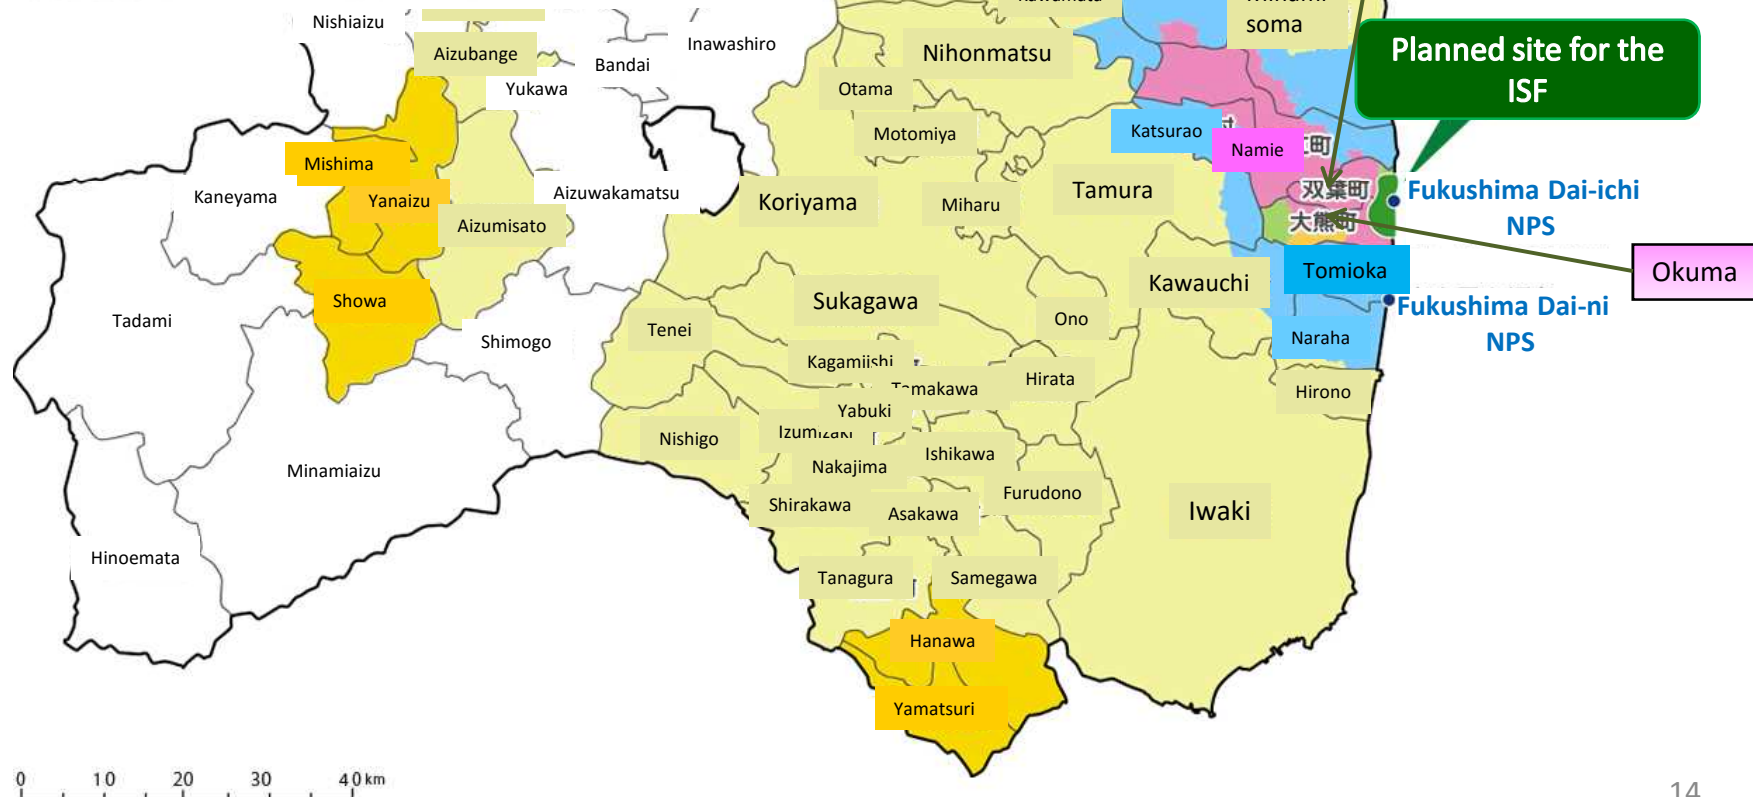 Nishiaizu
soma
Planned site for the
ISF
Inawashiro
Nihonmatsu
Aizubange
Bandai
Yukawa
Otama
Katsurao
Motomiya
Namie
Mishima
Kaneyama
Yanaizu
Aizuwakamatsu
Koriyama
Miharu
Tamura
双葉町
Fukushima Dai-ichi
NPS
大熊町
Aizumisato
Kawauchi
Tomioka
Okuma
Showa
Sukagawa
Tadami
Tenei
Ono
Fukushima Dai-ni
NPS
Shimogo
Naraha
Kagamiishi
Hirata
Tamakawa
Hirono
Yabuki
Izumizaki
Nishigo
Ishikawa
Minamiaizu
Nakajima
Furudono
Shirakawa
Asakawa
Iwaki
Hinoemata
Tanagura
Samegawa
Hanawa
Yamatsuri
0 10 20 30 40 km
14